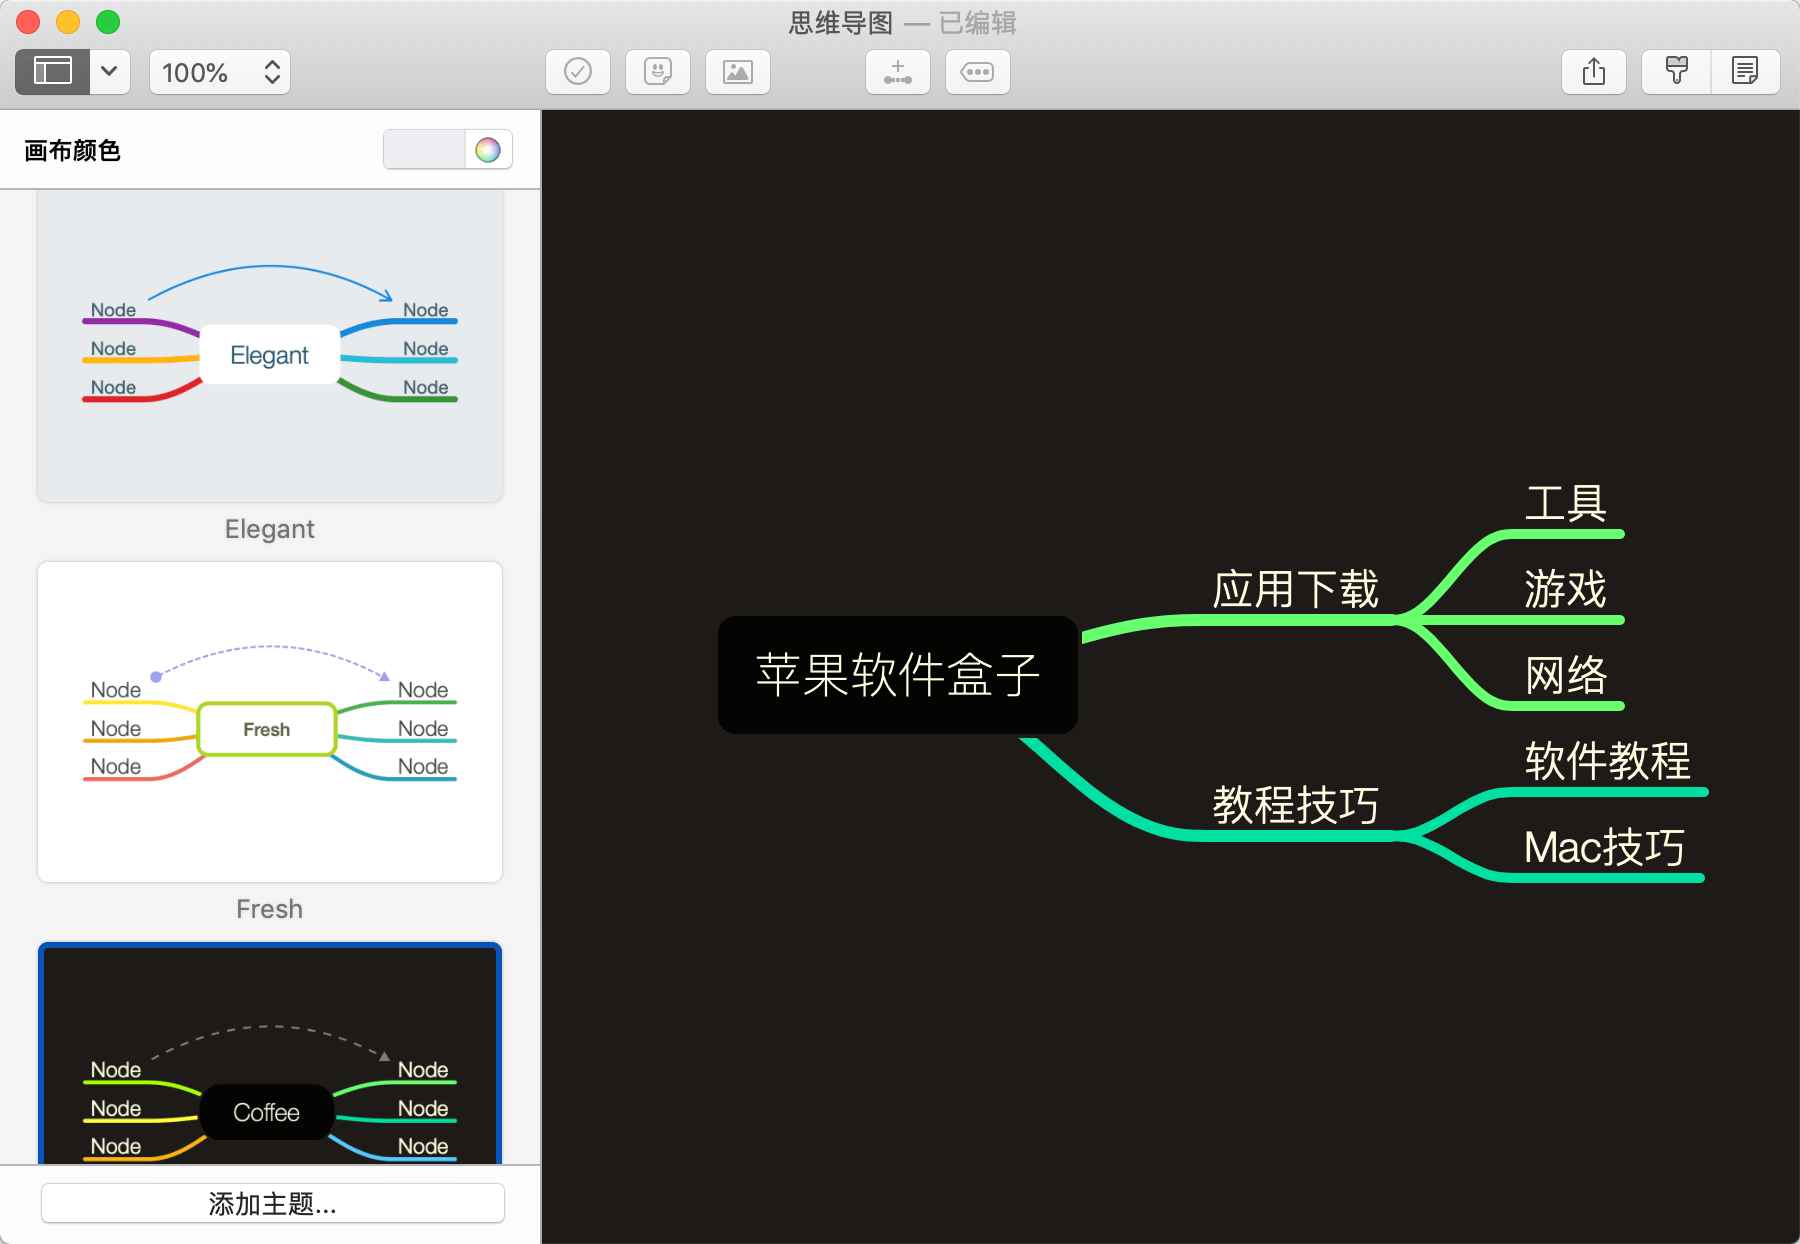 思维导图 — 已编辑
100%
画布颜色
Node
Node
Node
Elegant
Node
Node
Node
Elegant
Node
Node
Node
Fresh
Node
Node
Node
Fresh
Node
Node
Node
Coffee
Node
Node
Node
添加主题...
苹果软件盒子
应用下载
工具
游戏
网络
教程技巧
软件教程
Mac技巧